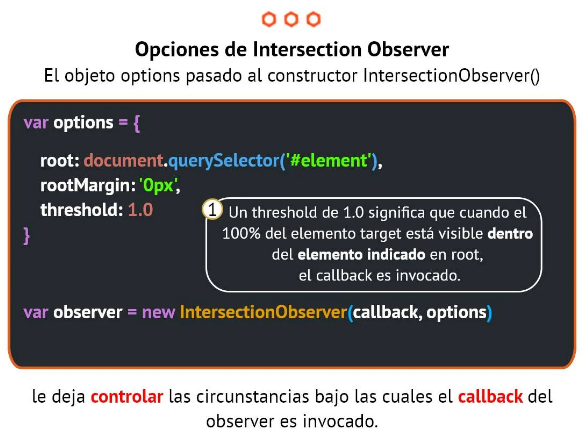 Opciones de Intersection Observer
El objeto options pasado al constructor IntersectionObserver()
var options = {
root: document.querySelector('#element'),
rootMargin: '0px',
threshold: 1.0
}
1
Un threshold de 1.0 significa que cuando el
100% del elemento target está visible dentro
del elemento indicado en root,
el callback es invocado.
var observer = new IntersectionObserver(callback, options)
le deja controlar las circunstancias bajo las cuales el callback del
observer es invocado.